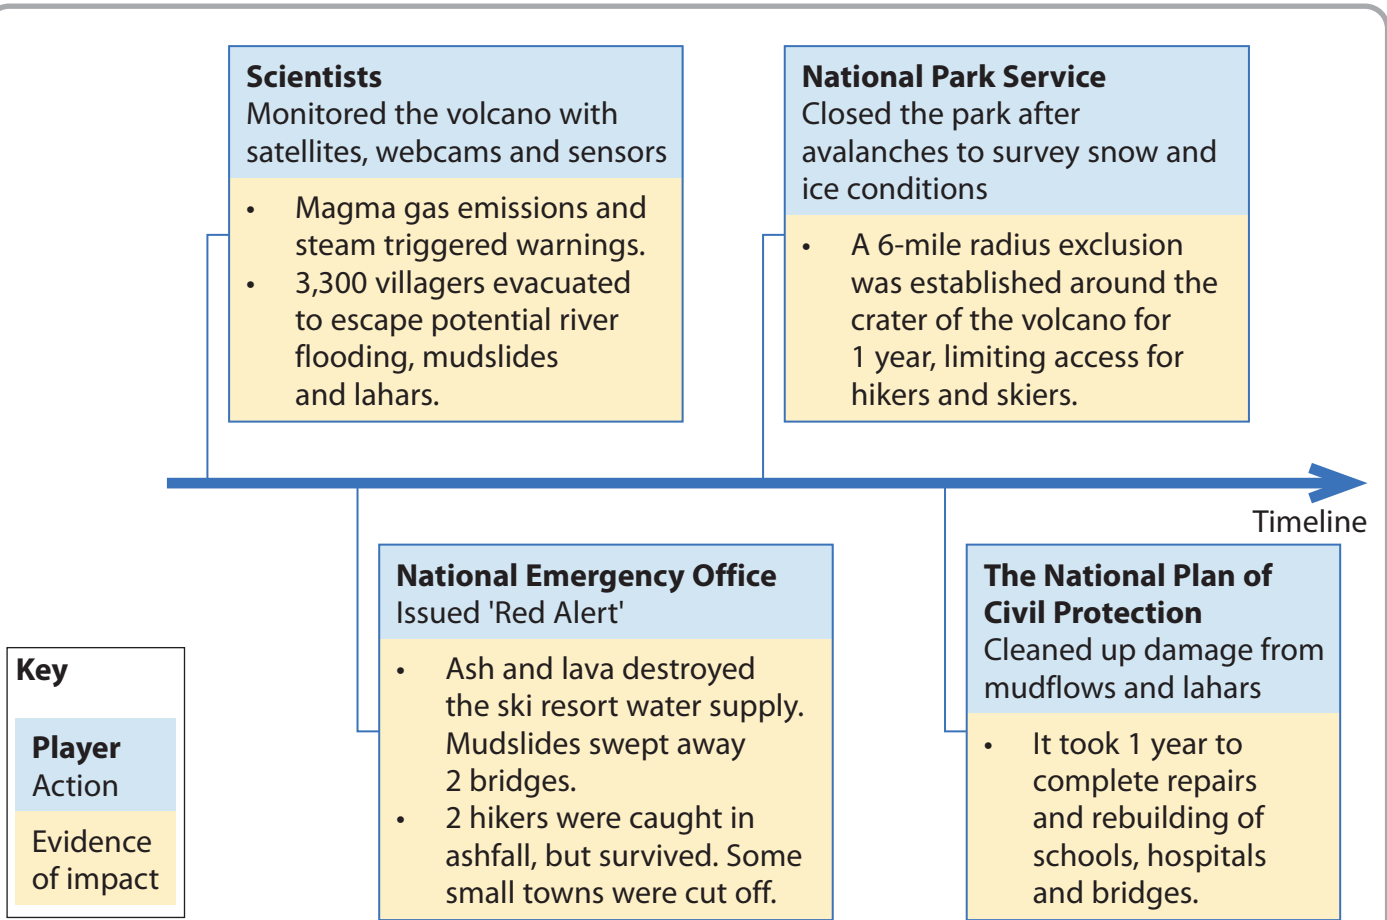 Scientists
Monitored the volcano with
satellites, webcams and sensors
• Magma gas emissions and
steam triggered warnings.
• 3,300 villagers evacuated
to escape potential river
flooding, mudslides
and lahars.
National Park Service
Closed the park after
avalanches to survey snow and
ice conditions
• A 6-mile radius exclusion
was established around the
crater of the volcano for
1 year, limiting access for
hikers and skiers.
Timeline
National Emergency Office
Issued 'Red Alert'
• Ash and lava destroyed
the ski resort water supply.
Mudslides swept away
2 bridges.
• 2 hikers were caught in
ashfall, but survived. Some
small towns were cut off.
The National Plan of
Civil Protection
Cleaned up damage from
mudflows and lahars
• It took 1 year to
complete repairs
and rebuilding of
schools, hospitals
and bridges.
Key
Player
Action
Evidence
of impact